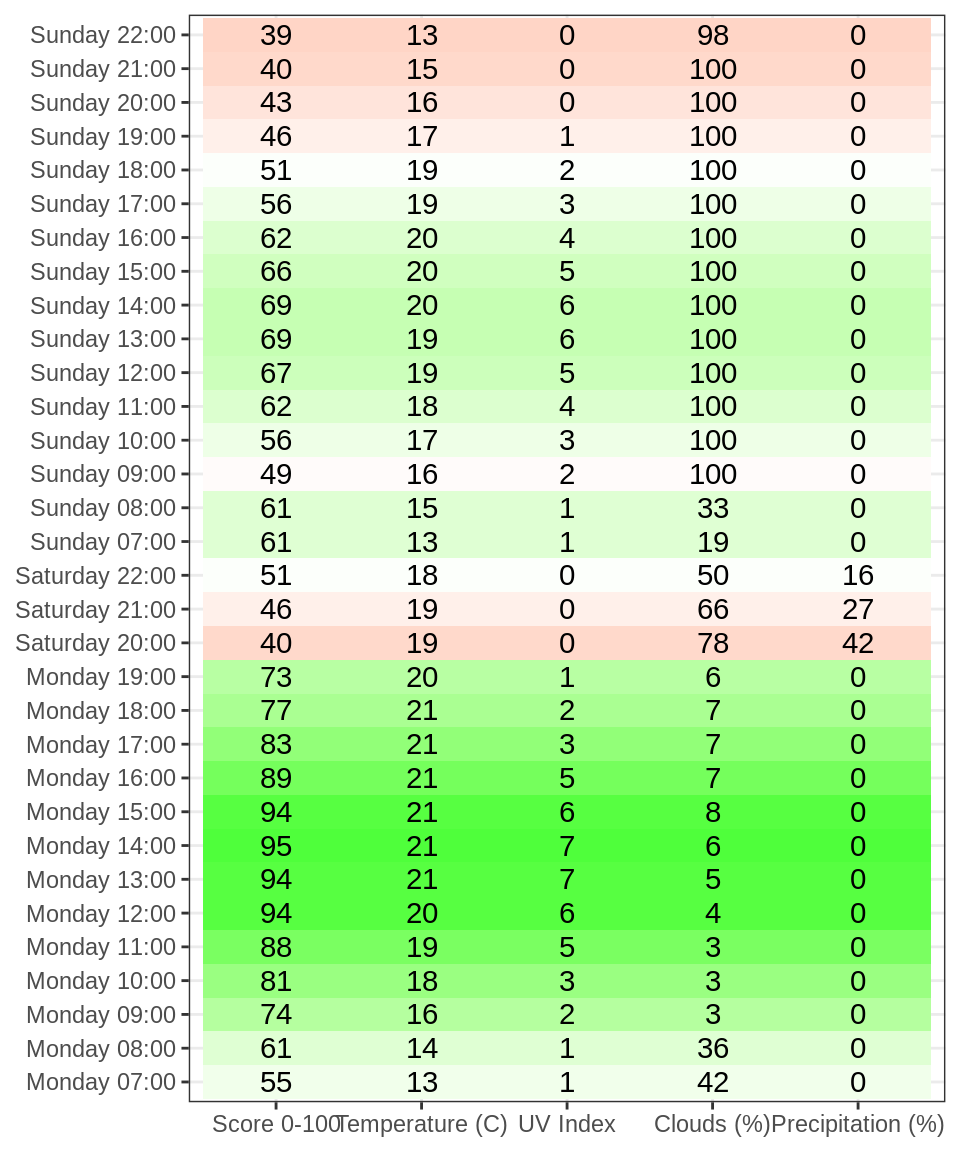 Sunday 22:00 39 13 0 98 0
Sunday 21:00 40 15 0 100 0
Sunday 20:00 43 16 0 100 0
Sunday 19:00 46 17 1 100 0
Sunday 18:00 51 19 2 100 0
Sunday 17:00 56 19 3 100 0
Sunday 16:00 62 20 4 100 0
Sunday 15:00 66 20 5 100 0
Sunday 14:00 69 20 6 100 0
Sunday 13:00 69 19 6 100 0
Sunday 12:00 67 19 5 100 0
Sunday 11:00 62 18 4 100 0
Sunday 10:00 56 17 3 100 0
Sunday 09:00 49 16 2 100 0
Sunday 08:00 61 15 1 33 0
Sunday 07:00 61 13 1 19 0
Saturday 22:00 51 18 0 50 16
Saturday 21:00 46 19 0 66 27
Saturday 20:00 40 19 0 78 42
Monday 19:00 73 20 1 6 0
Monday 18:00 77 21 2 7 0
Monday 17:00 83 21 3 7 0
Monday 16:00 89 21 5 7 0
Monday 15:00 94 21 6 8 0
Monday 14:00 95 21 7 6 0
Monday 13:00 94 21 7 5 0
Monday 12:00 94 20 6 4 0
Monday 11:00 88 19 5 3 0
Monday 10:00 81 18 3 3 0
Monday 09:00 74 16 2 3 0
Monday 08:00 61 14 1 36 0
Monday 07:00 55 13 1 42 0
Score 0-100 Temperature (C) UV Index Clouds (%) Precipitation (%)